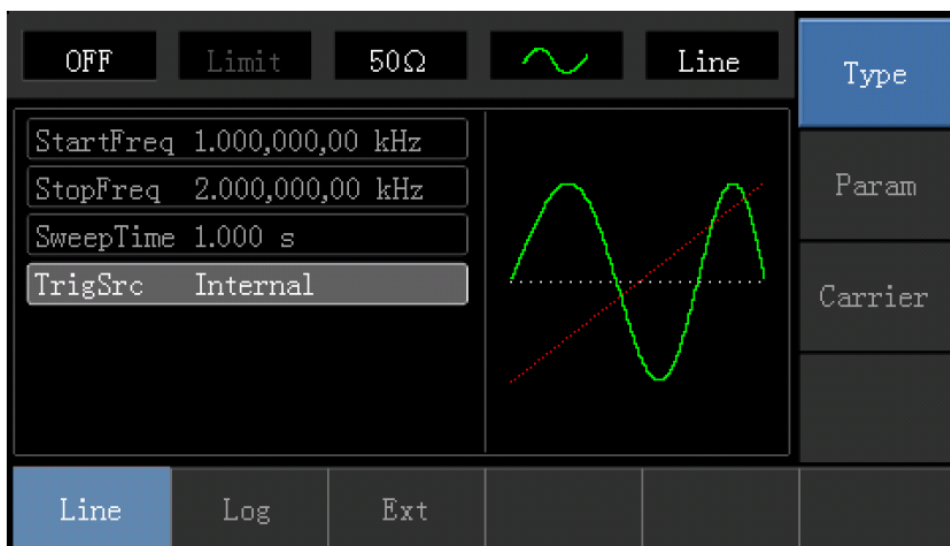 OFF Limit 50Ω Line
Type
StartFreq 1.000,000,00 kHz
StopFreq 2.000,000,00 kHz
SweepTime 1.000 s
TrigSrc Internal
Param
Carrier
Line Log Ext